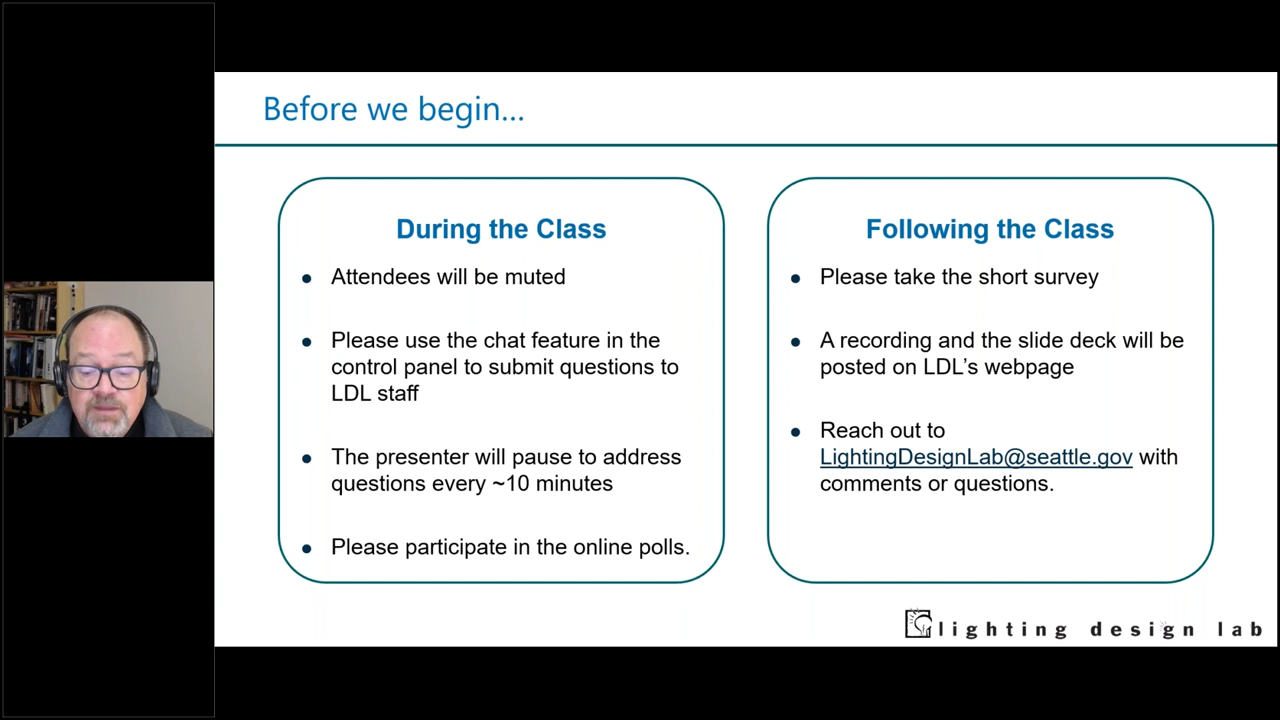 Before we begin...
During the Class
Attendees will be muted
Please use the chat feature in the
control panel to submit questions to
LDL staff
The presenter will pause to address
questions every ~10 minutes
Please participate in the online polls.
Following the Class
Please take the short survey
A recording and the slide deck will be
posted on LDL's webpage
Reach out to
LightingDesignLab@seattle.gov with
comments or questions.
lighting design lab